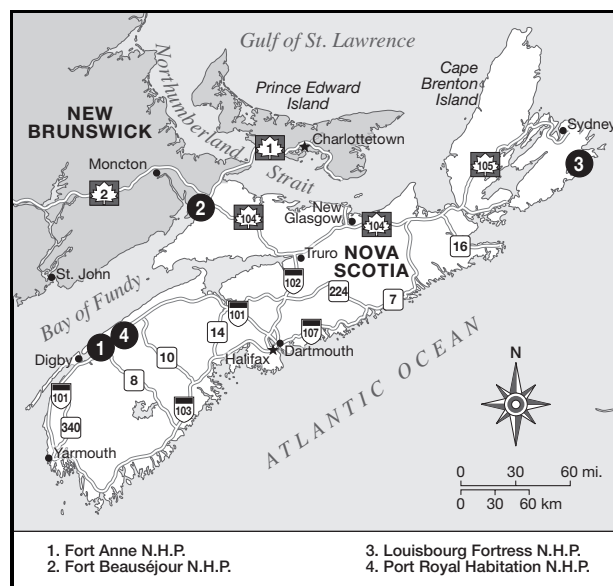 Gulf of St. Lawrence
Northumberland
Strait
Prince Edward
Island
Cape
Brenton
Island
NEW
BRUNSWICK
Charlottetown
1
Sydney
Moncton
105
3
2
2
104
New
Glasgow
104
NOVA
SCOTIA
16
Truro
St. John
102
224
7
Bay of Fundy
101
14
107
Halifax
Dartmouth
1
4
Digby
10
8
101
103
340
Yarmouth
ATLANTIC OCEAN
N
0 30 60 mi.
0 30 60 km
1. Fort Anne N.H.P.
2. Fort Beauséjour N.H.P.
3. Louisbourg Fortress N.H.P.
4. Port Royal Habitation N.H.P.